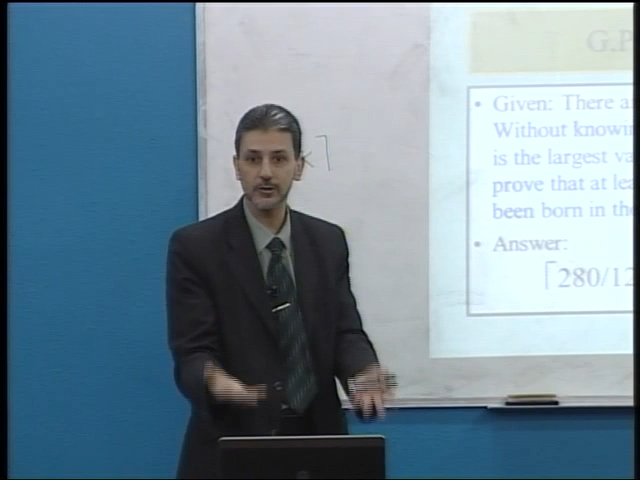 G.P
• Given: There a
Without knowin
is the largest va
prove that at lea
been born in the
• Answer:
⌈280/12